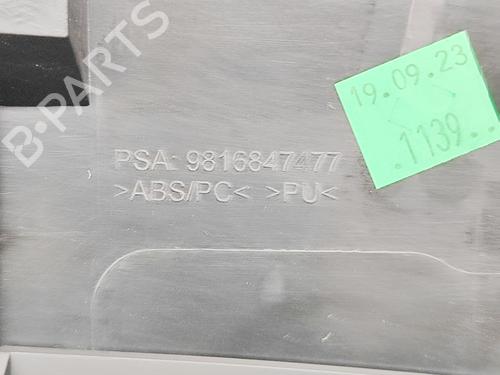 B-PARTS
19.09.23
.1139.
PSA: 9816847477
>ABS/PC< >PU<